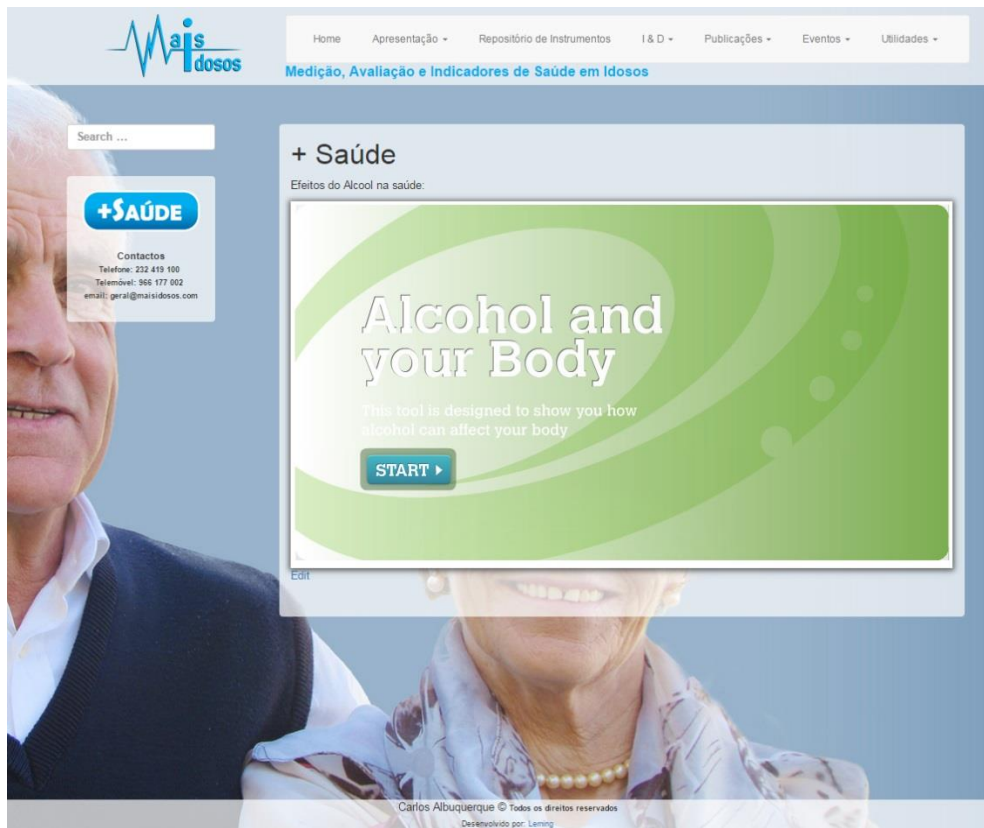 Mais
Idosos
Home Apresentação Repositório de Instrumentos I & D Publicações Eventos Utilidades
Medição, Avaliação e Indicadores de Saúde em Idosos
Search ...
+SAÚDE
Contactos
Telefone: 232 419 100
Telemóvel: 966 177 002
email: geral@maisidosos.com
+ Saúde
Efeitos do Alcool na saúde:
Alcohol and
your Body
This tool is designed to show you how
alcohol can affect your body
START
Edit
Carlos Albuquerque © Todos os direitos reservados
Desenvolvido por: Leming